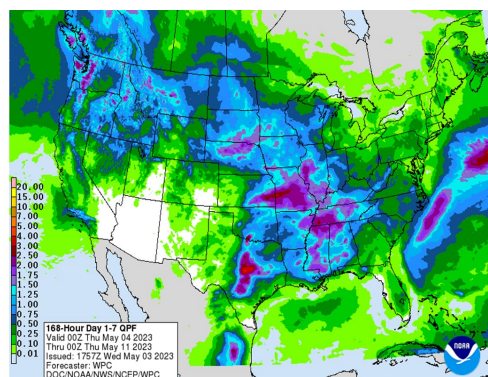 20.00
15.00
10.00
7.00
5.00
4.00
3.00
2.50
2.00
1.75
1.50
1.25
1.00
0.75
0.50
0.25
0.10
0.01
168-Hour Day 1-7 QPF
Valid 00Z Thu May 04 2023
Thru 00Z Thu May 11 2023
Issued: 1757Z Wed May 03 2023
Forecaster: WPC
DOC/NOAA/NWS/NCEP/WPC
NOAA